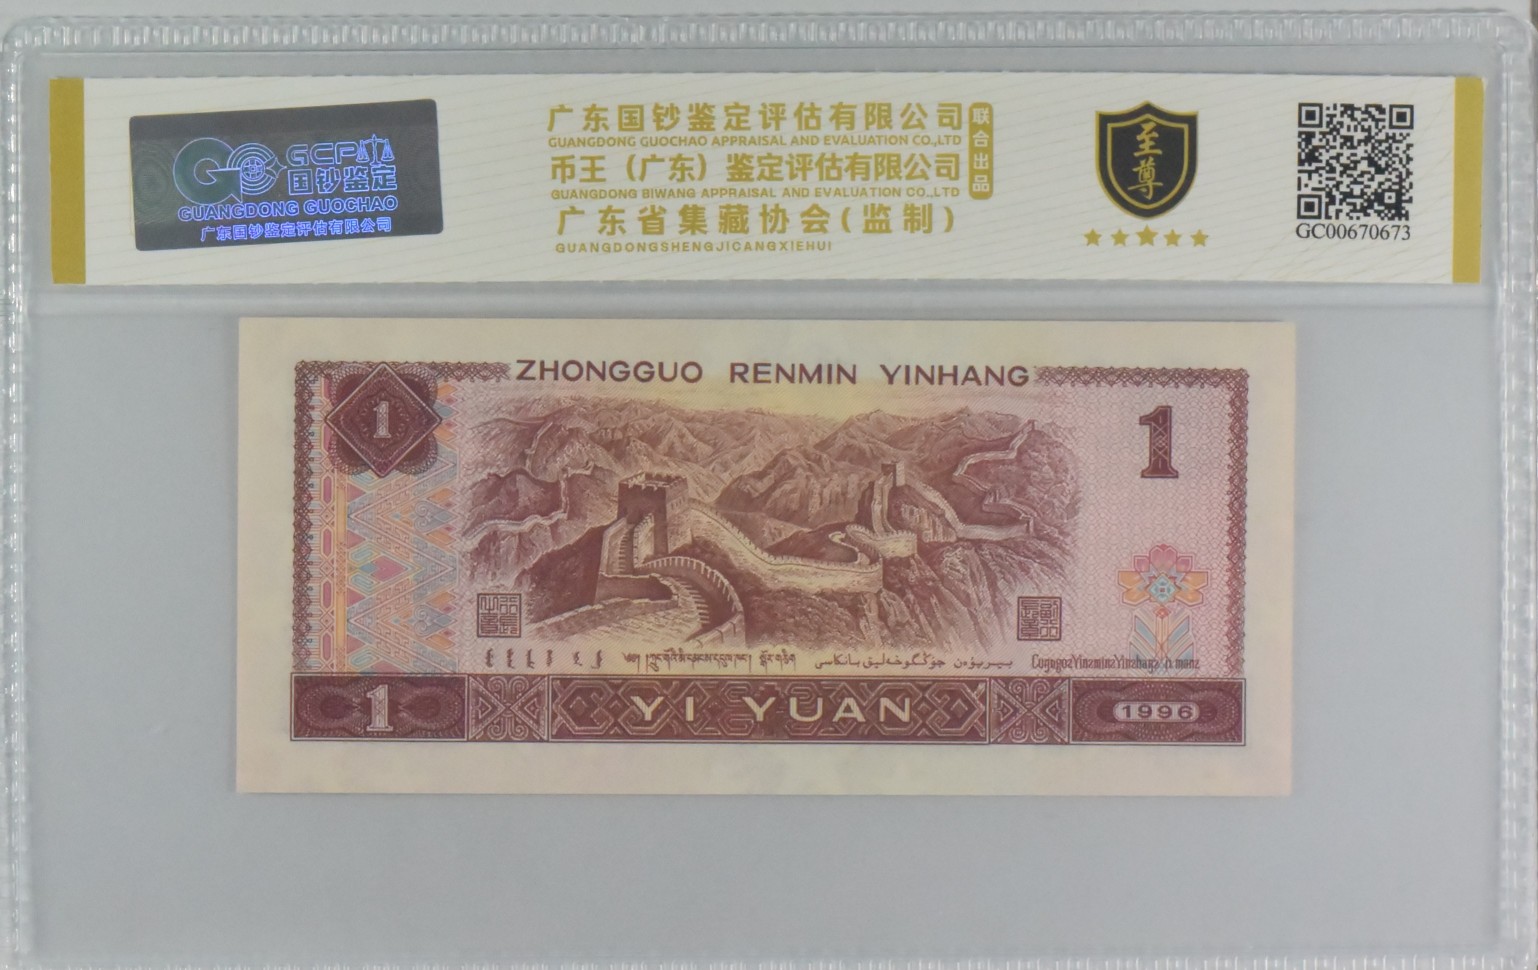 GCP
国钞鉴定
GUANGDONG GUOCHAO
广东国钞鉴定评估有限公司
广东国钞鉴定评估有限公司
GUANGDONG GUOCHAO APPRAISAL AND EVALUATION CO.,LTD
币王（广东）鉴定评估有限公司
GUANGDONG BIWANG APPRAISAL AND EVALUATION CO.,LTD
广东省集藏协会(监制)
GUANGDONGSHENGJICANGXIEHUI
联合出品
至尊
GC00670673
ZHONGGUO RENMIN YINHANG
1
1
1
YI YUAN
1996